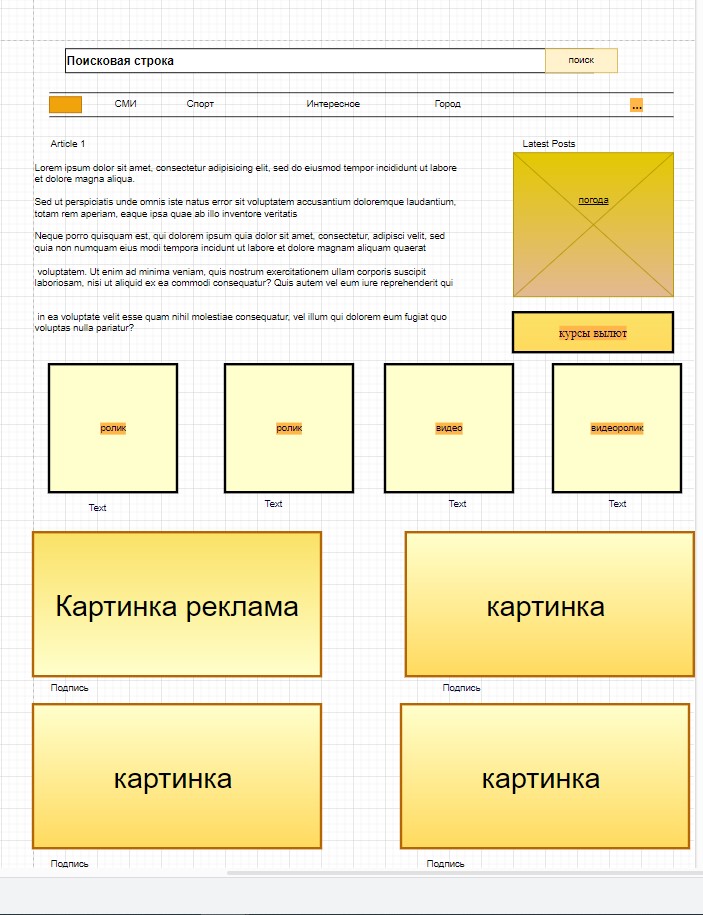 Поисковая строка
поиск
СМИ
Спорт
Интересное
Город
...
Article 1
Latest Posts
Lorem ipsum dolor sit amet, consectetur adipisicing elit, sed do eiusmod tempor incididunt ut labore
et dolore magna aliqua.
Sed ut perspiciatis unde omnis iste natus error sit voluptatem accusantium doloremque laudantium,
totam rem aperiam, eaque ipsa quae ab illo inventore veritatis
Neque porro quisquam est, qui dolorem ipsum quia dolor sit amet, consectetur, adipisci velit, sed
quia non numquam eius modi tempora incidunt ut labore et dolore magnam aliquam quaerat
voluptatem. Ut enim ad minima veniam, quis nostrum exercitationem ullam corporis suscipit
laboriosam, nisi ut aliquid ex ea commodi consequatur? Quis autem vel eum iure reprehenderit qui
in ea voluptate velit esse quam nihil molestiae consequatur, vel illum qui dolorem eum fugiat quo
voluptas nulla pariatur?
погода
курсы вылют
ролик
ролик
видео
видеоролик
Text
Text
Text
Text
Картинка реклама
картинка
Подпись
Подпись
картинка
картинка
Подпись
Подпись